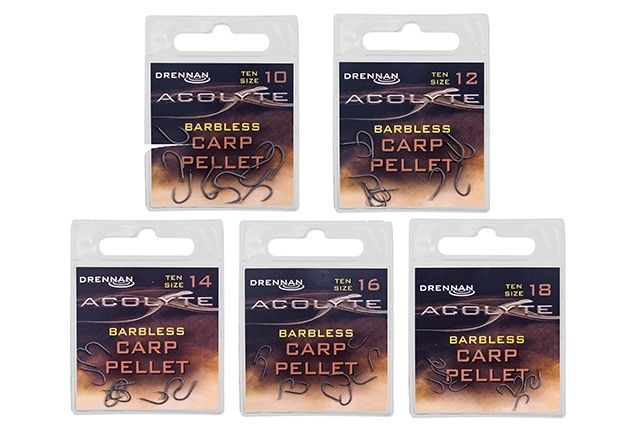 DRENNAN TEN SIZE 10
ACOLYTE
BARBLESS
CARP
PELLET
DRENNAN TEN SIZE 12
ACOLYTE
BARBLESS
CARP
PELLET
DRENNAN TEN SIZE 14
ACOLYTE
BARBLESS
CARP
PELLET
DRENNAN TEN SIZE 16
ACOLYTE
BARBLESS
CARP
PELLET
DRENNAN TEN SIZE 18
ACOLYTE
BARBLESS
CARP
PELLET